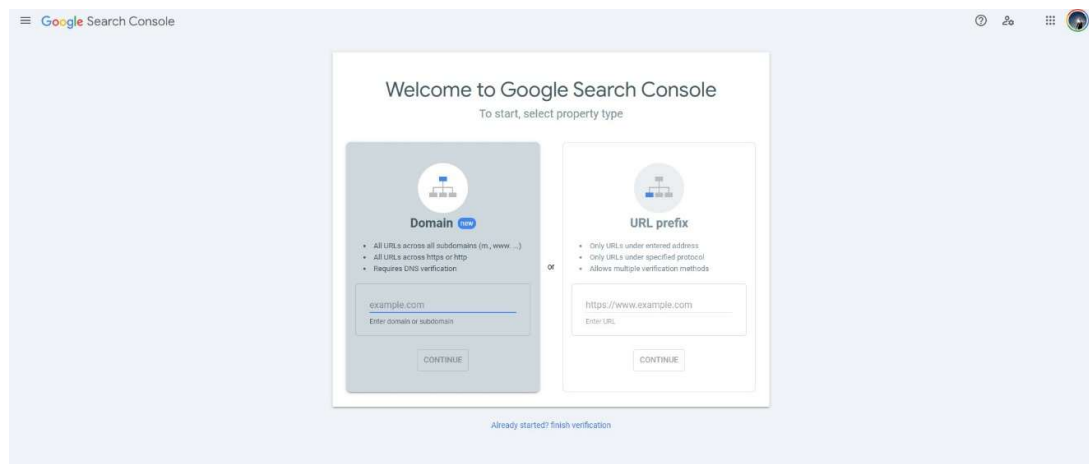 Google Search Console
Welcome to Google Search Console
To start, select property type
Domain new
• All URLs across all subdomains (m., www. ...)
• All URLs across https or http
• Requires DNS verification
example.com
Enter domain or subdomain
CONTINUE
or
URL prefix
• Only URLs under entered address
• Only URLs under specified protocol
• Allows multiple verification methods
https://www.example.com
Enter URL
CONTINUE
Already started? finish verification